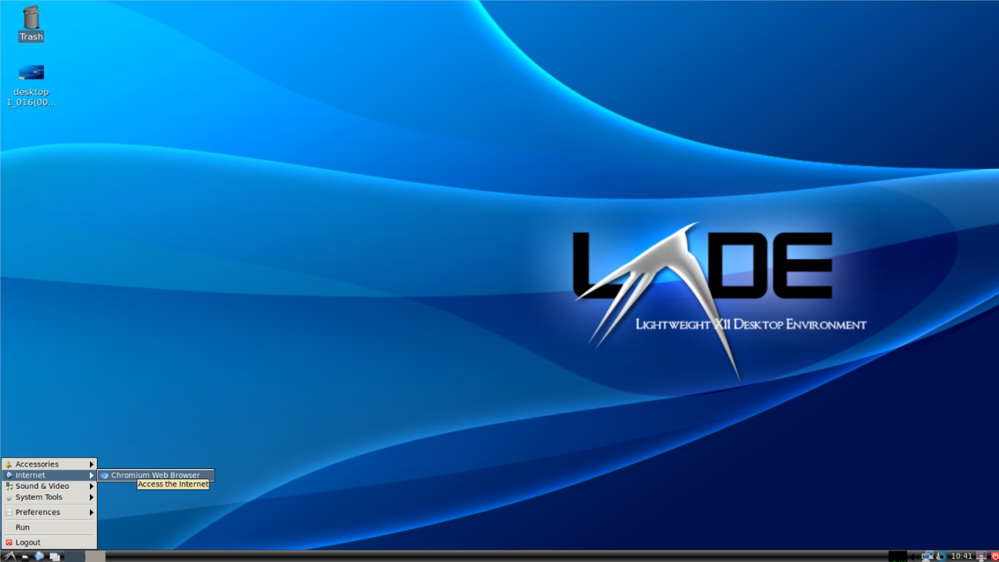 Trash
desktop
1_016(00...
LXDE
Lightweight X11 Desktop Environment
Accessories
Internet
Chromium Web Browser
Access the Internet
Sound & Video
System Tools
Preferences
Run
Logout
10:41